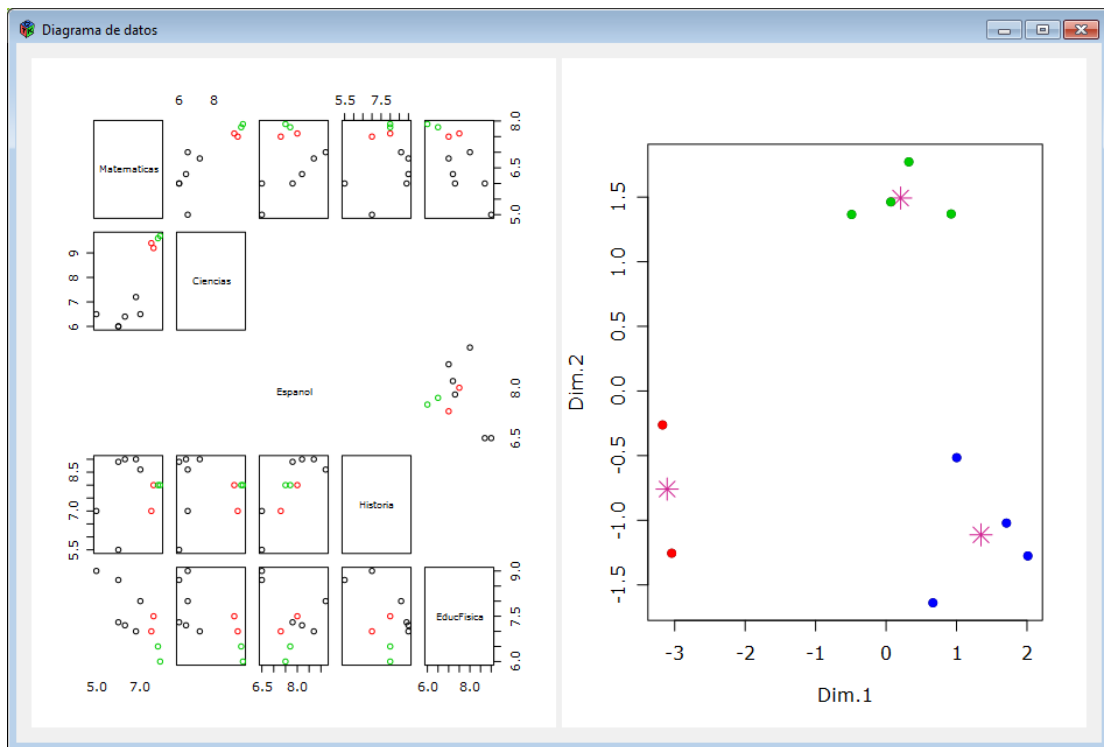 Diagrama de datos
6 8
5.5 7.5
Matematicas
5.0 6.5 8.0
6 7 8 9
Ciencias
Espanol
6.5 8.0
5.5 7.0 8.5
Historia
EducFisica
6.0 7.5 9.0
5.0 7.0
6.5 8.0
6.0 8.0
Dim.2
1.5
1.0
0.5
0.0
-0.5
-1.0
-1.5
-3 -2 -1 0 1 2
Dim.1